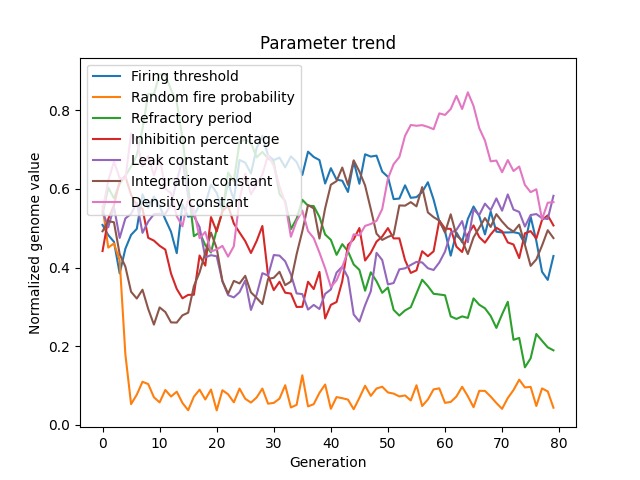 Parameter trend
Firing threshold
Random fire probability
Refractory period
Inhibition percentage
Leak constant
Integration constant
Density constant
Normalized genome value
0.8
0.6
0.4
0.2
0.0
0 10 20 30 40 50 60 70 80
Generation